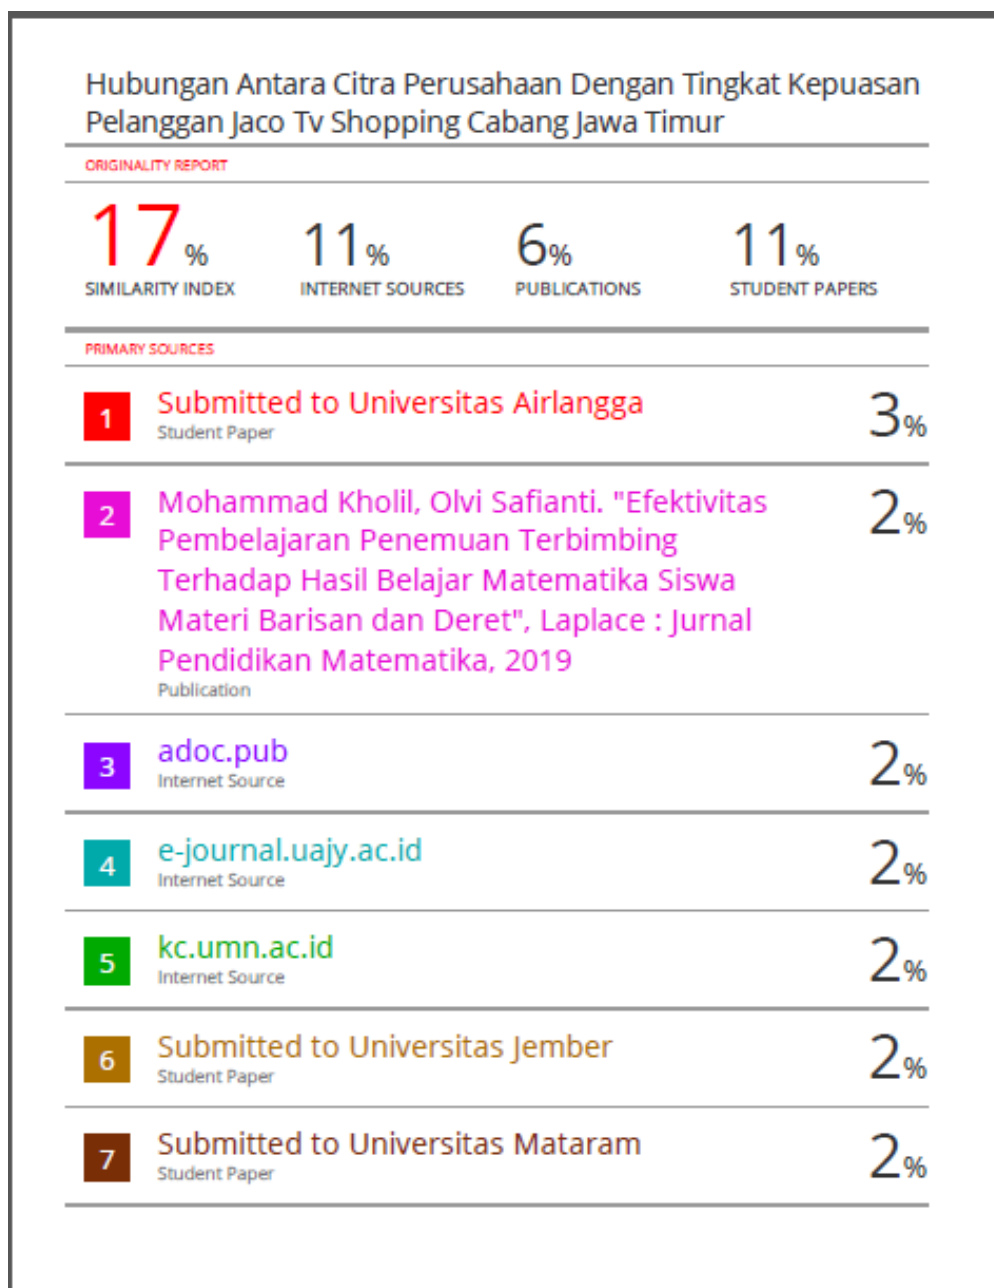 Hubungan Antara Citra Perusahaan Dengan Tingkat Kepuasan
Pelanggan Jaco Tv Shopping Cabang Jawa Timur
ORIGINALITY REPORT
17% 11% 6% 11%
SIMILARITY INDEX INTERNET SOURCES PUBLICATIONS STUDENT PAPERS
PRIMARY SOURCES
1 Submitted to Universitas Airlangga 3%
Student Paper
2 Mohammad Kholil, Olvi Safianti. "Efektivitas 2%
Pembelajaran Penemuan Terbimbing
Terhadap Hasil Belajar Matematika Siswa
Materi Barisan dan Deret", Laplace : Jurnal
Pendidikan Matematika, 2019
Publication
3 adoc.pub 2%
Internet Source
4 e-journal.uajy.ac.id 2%
Internet Source
5 kc.umn.ac.id 2%
Internet Source
6 Submitted to Universitas Jember 2%
Student Paper
7 Submitted to Universitas Mataram 2%
Student Paper